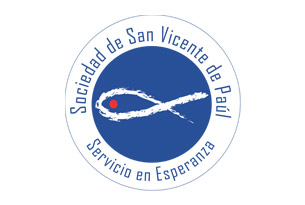 Sociedad de San Vicente de Paúl
Servicio en Esperanza